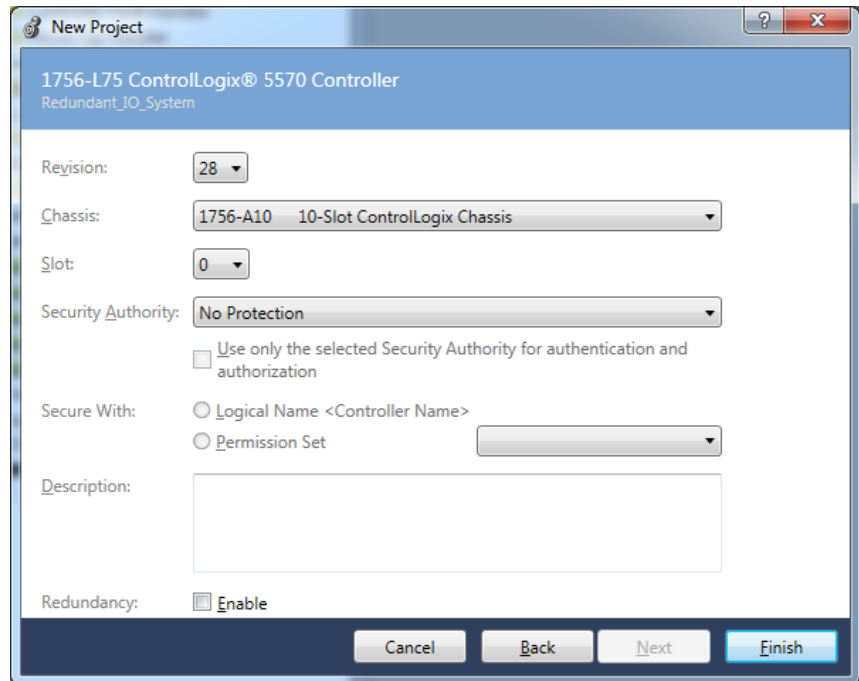 New Project
1756-L75 ControlLogix® 5570 Controller
Redundant_IO_System
Revision: 28
Chassis: 1756-A10 10-Slot ControlLogix Chassis
Slot: 0
Security Authority: No Protection
Use only the selected Security Authority for authentication and
authorization
Secure With: Logical Name <Controller Name>
Permission Set
Description:
Redundancy: Enable
Cancel Back Next Finish